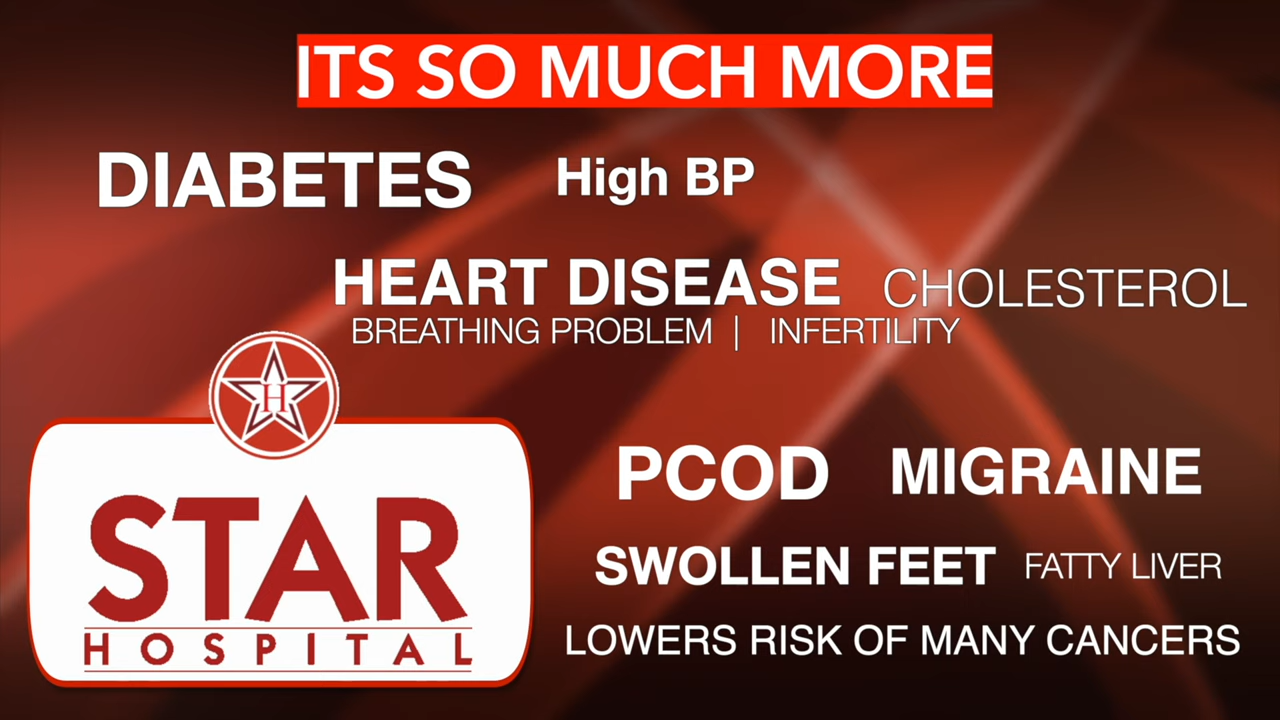 ITS SO MUCH MORE
DIABETES High BP
HEART DISEASE CHOLESTEROL
BREATHING PROBLEM | INFERTILITY
H
STAR
HOSPITAL
PCOD MIGRAINE
SWOLLEN FEET FATTY LIVER
LOWERS RISK OF MANY CANCERS